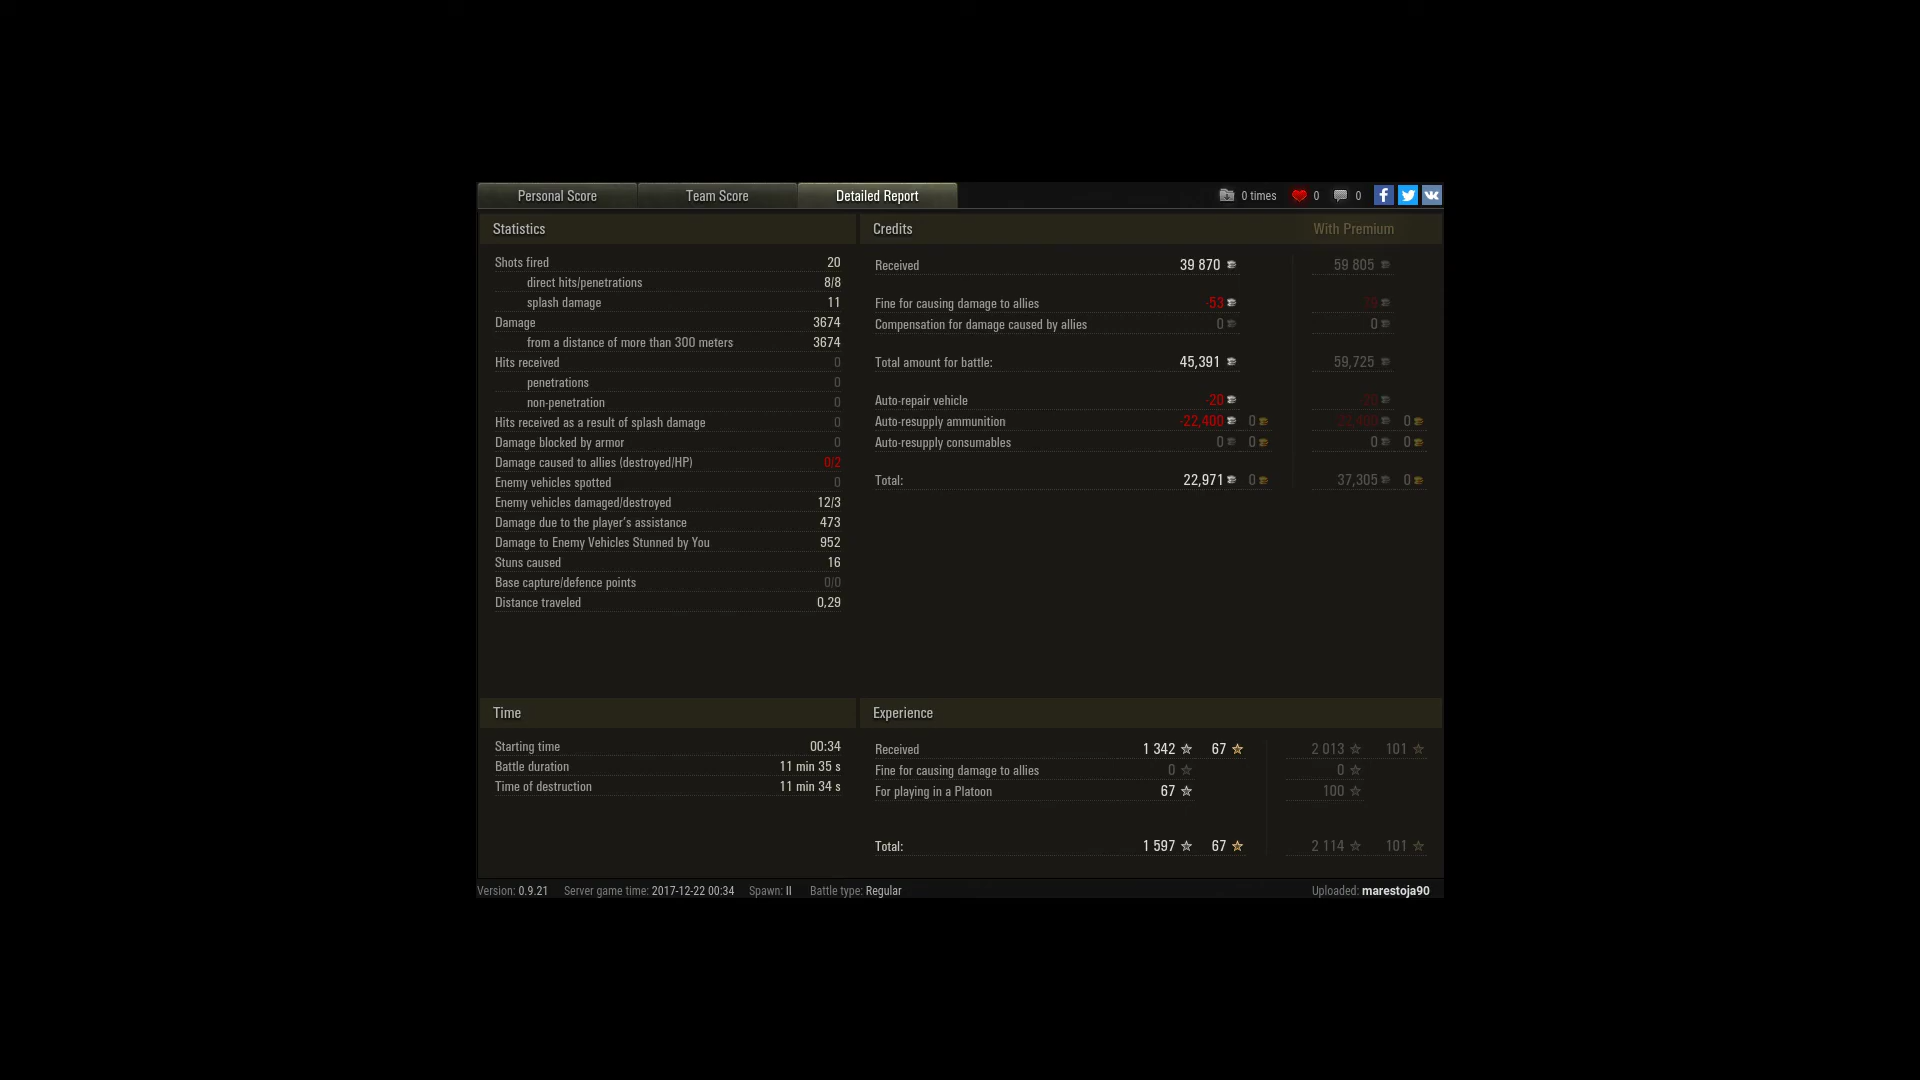 Personal Score Team Score Detailed Report 0 times 0 0
Statistics
Shots fired 20
direct hits/penetrations 8/8
splash damage 11
Damage 3674
from a distance of more than 300 meters 3674
Hits received 0
penetrations 0
non-penetration 0
Hits received as a result of splash damage 0
Damage blocked by armor 0
Damage caused to allies (destroyed/HP) 0/2
Enemy vehicles spotted 0
Enemy vehicles damaged/destroyed 12/3
Damage due to the player's assistance 473
Damage to Enemy Vehicles Stunned by You 952
Stuns caused 16
Base capture/defence points 0/0
Distance traveled 0,29
Credits With Premium
Received 39 870 59 805
Fine for causing damage to allies -53
Compensation for damage caused by allies 0 0
Total amount for battle: 45,391 59,725
Auto-repair vehicle -20
Auto-resupply ammunition -22,400 0 0
Auto-resupply consumables 0 0 0 0
Total: 22,971 0 37,305 0
Time
Starting time 00:34
Battle duration 11 min 35 s
Time of destruction 11 min 34 s
Experience
Received 1 342 67 2 013 101
Fine for causing damage to allies 0 0
For playing in a Platoon 67 100
Total: 1 597 67 2 114 101
Version: 0.9.21 Server game time: 2017-12-22 00:34 Spawn: II Battle type: Regular Uploaded: marestoja90